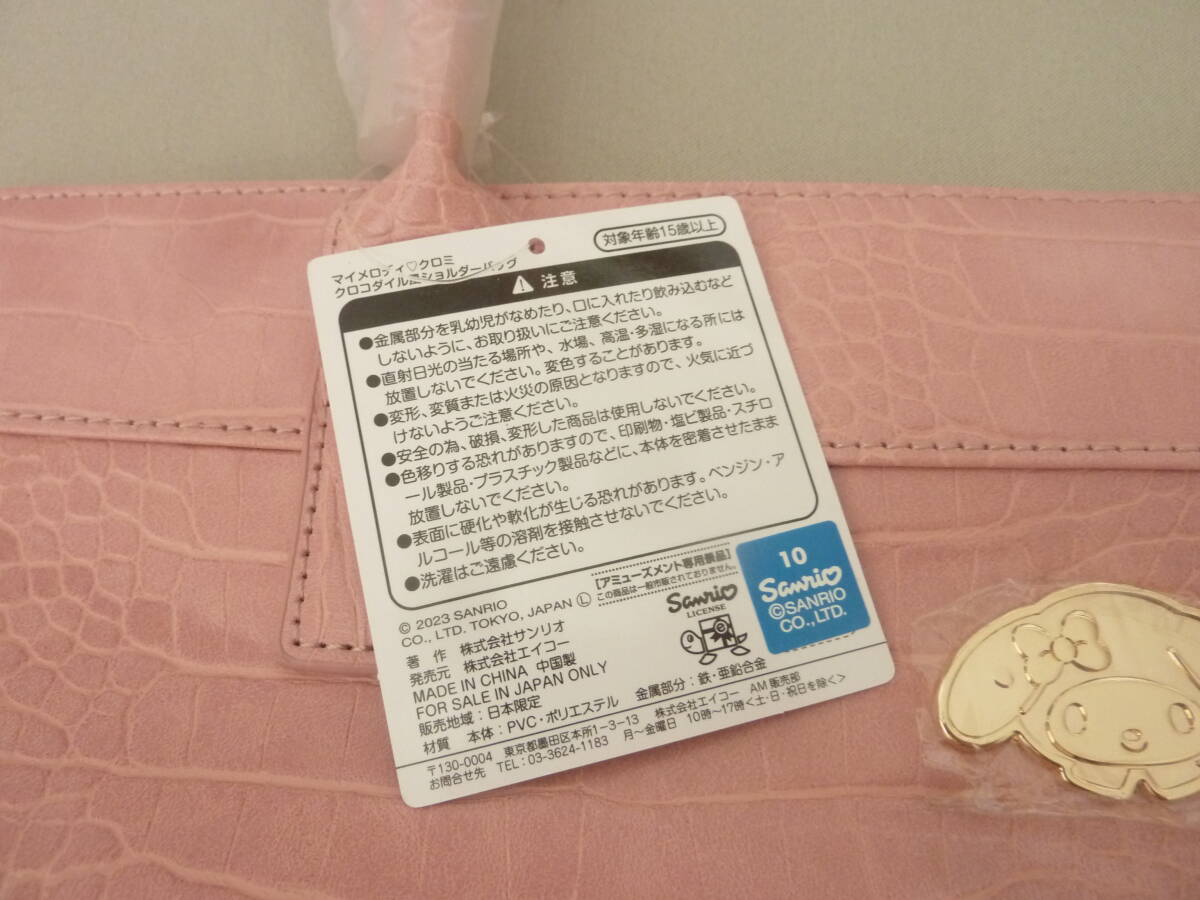 マイメロディ♡クロミ
クロコダイル風ショルダーバッグ
対象年齢15歳以上
注意
●金属部分を乳幼児がなめたり、口に入れたり飲み込むなど
しないように、お取り扱いにご注意ください。
●直射日光の当たる場所や、水場、高温・多湿になる所には
放置しないでください。変色することがあります。
●変形、変質または火災の原因となりますので、火気に近づ
けないようご注意ください。
●安全の為、破損、変形した商品は使用しないでください。
●色移りする恐れがありますので、印刷物・塩ビ製品・スチロ
ール製品・プラスチック製品などに、本体を密着させたまま
放置しないでください。
●表面に硬化や軟化が生じる恐れがあります。ベンジン・ア
ルコール等の溶剤を接触させないでください。
●洗濯はご遠慮ください。
[アミューズメント専用景品]
この商品は一般市販されておりません。
© 2023 SANRIO
CO., LTD. TOKYO, JAPAN Ⓛ
著 作 株式会社サンリオ
発売元 株式会社エイコー
MADE IN CHINA 中国製
FOR SALE IN JAPAN ONLY
販売地域:日本限定
材質 本体:PVC・ポリエステル 金属部分:鉄・亜鉛合金
Sanrio
LICENSE
e
10
Sanrio
©SANRIO
CO., LTD.
〒130-0004 東京都墨田区本所1-3-13 株式会社エイコー AM販売部
お問合せ先 TEL:03-3624-1183 月～金曜日 10時～17時<土・日・祝日を除く>